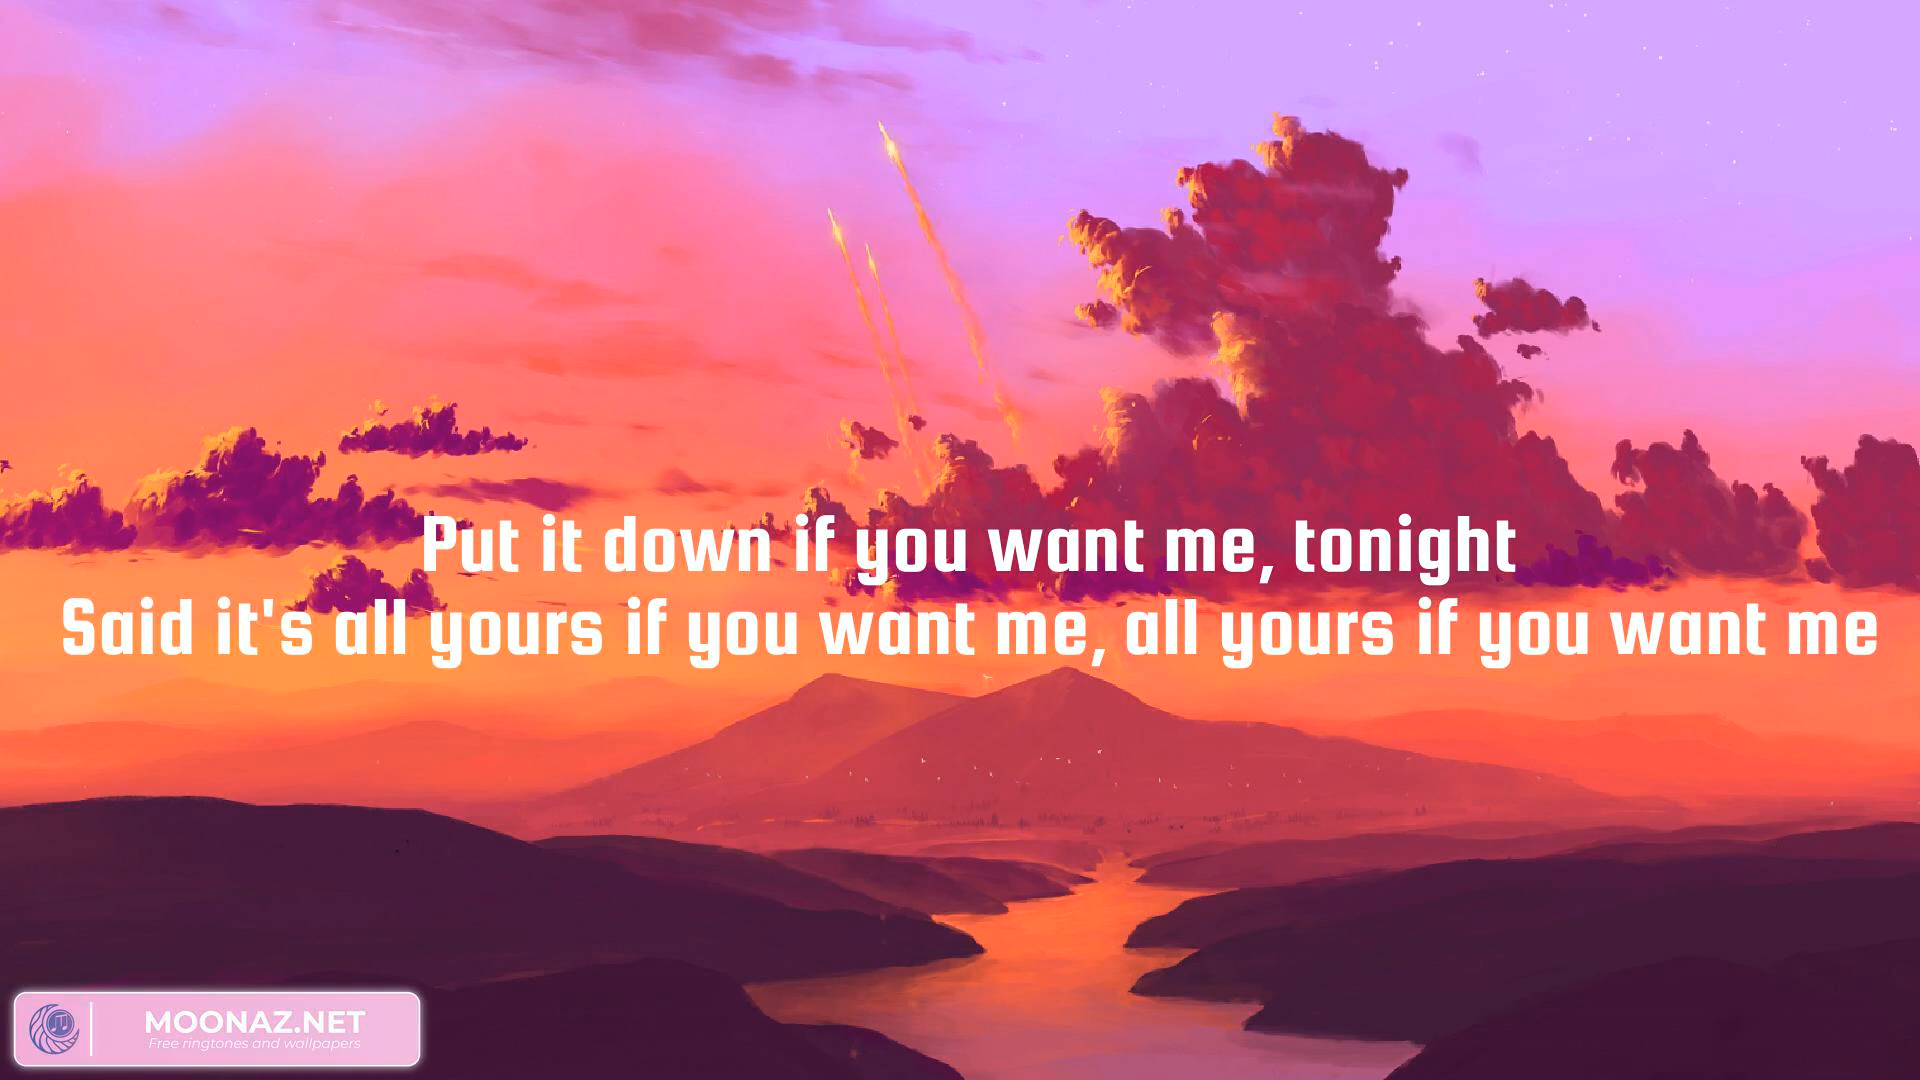 Put it down if you want me, tonight
Said it's all yours if you want me, all yours if you want me
MOONAZ.NET
Free ringtones and wallpapers